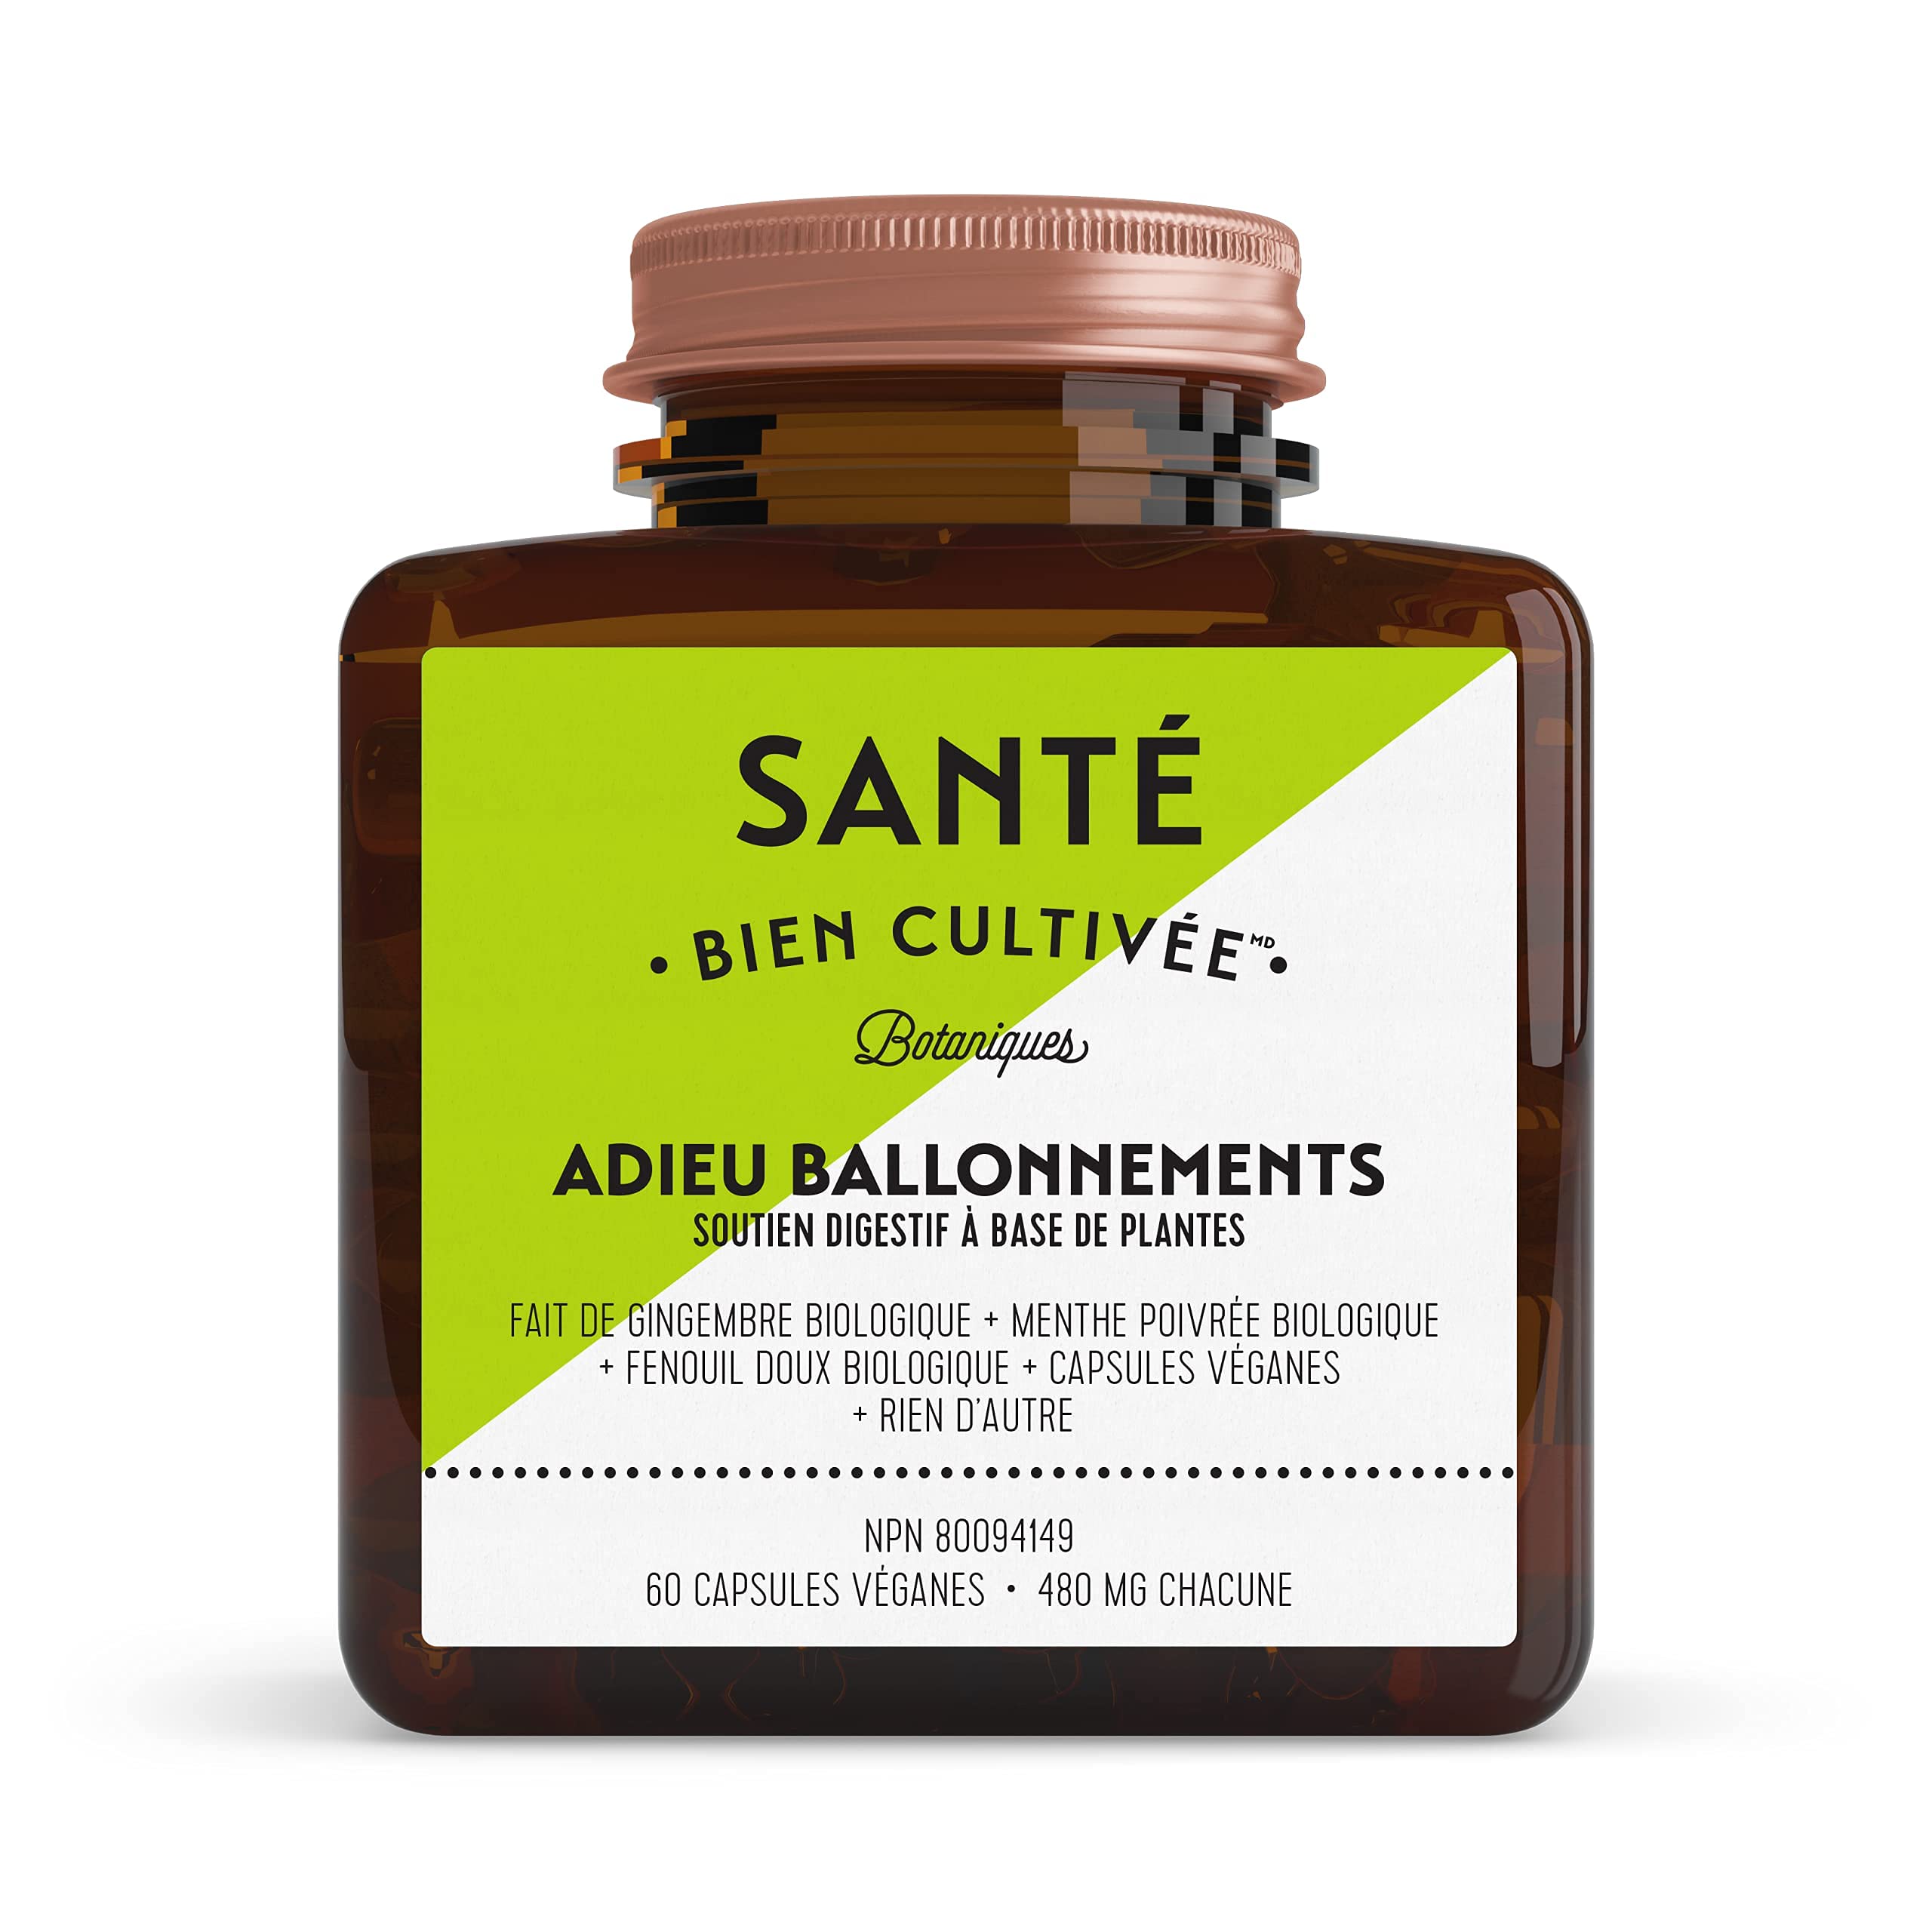 SANTÉ
• BIEN CULTIVÉE MD •
Botaniques
ADIEU BALLONNEMENTS
SOUTIEN DIGESTIF À BASE DE PLANTES
FAIT DE GINGEMBRE BIOLOGIQUE + MENTHE POIVRÉE BIOLOGIQUE
+ FENOUIL DOUX BIOLOGIQUE + CAPSULES VÉGANES
+ RIEN D'AUTRE
NPN 80094149
60 CAPSULES VÉGANES • 480 MG CHACUNE